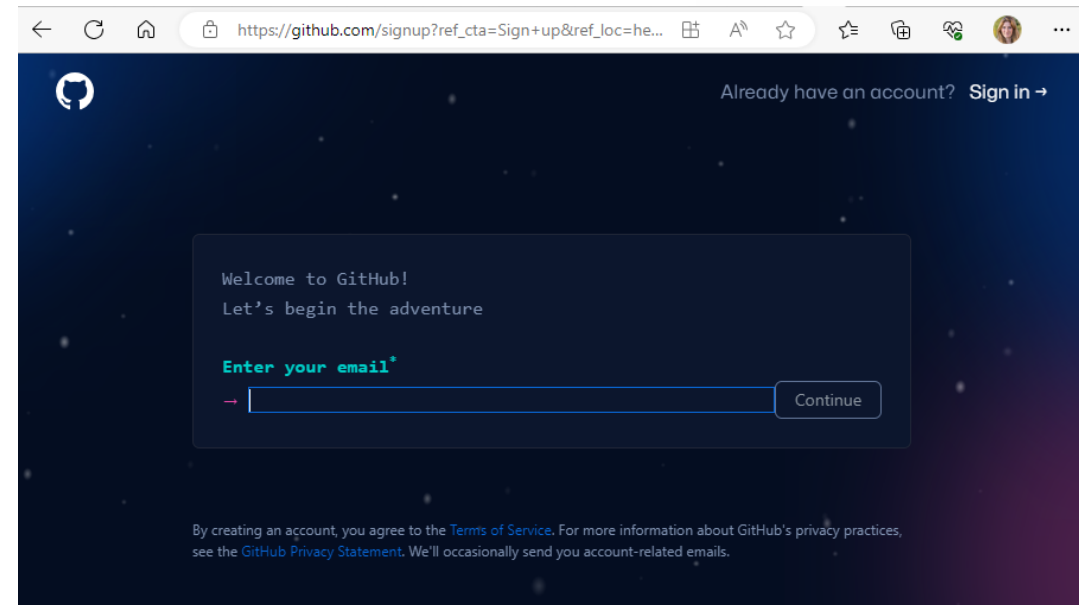 https://github.com/signup?ref_cta=Sign+up&ref_loc=he...
Already have an account? Sign in →
Welcome to GitHub!
Let’s begin the adventure
Enter your email*
→
Continue
By creating an account, you agree to the Terms of Service. For more information about GitHub's privacy practices,
see the GitHub Privacy Statement. We'll occasionally send you account-related emails.